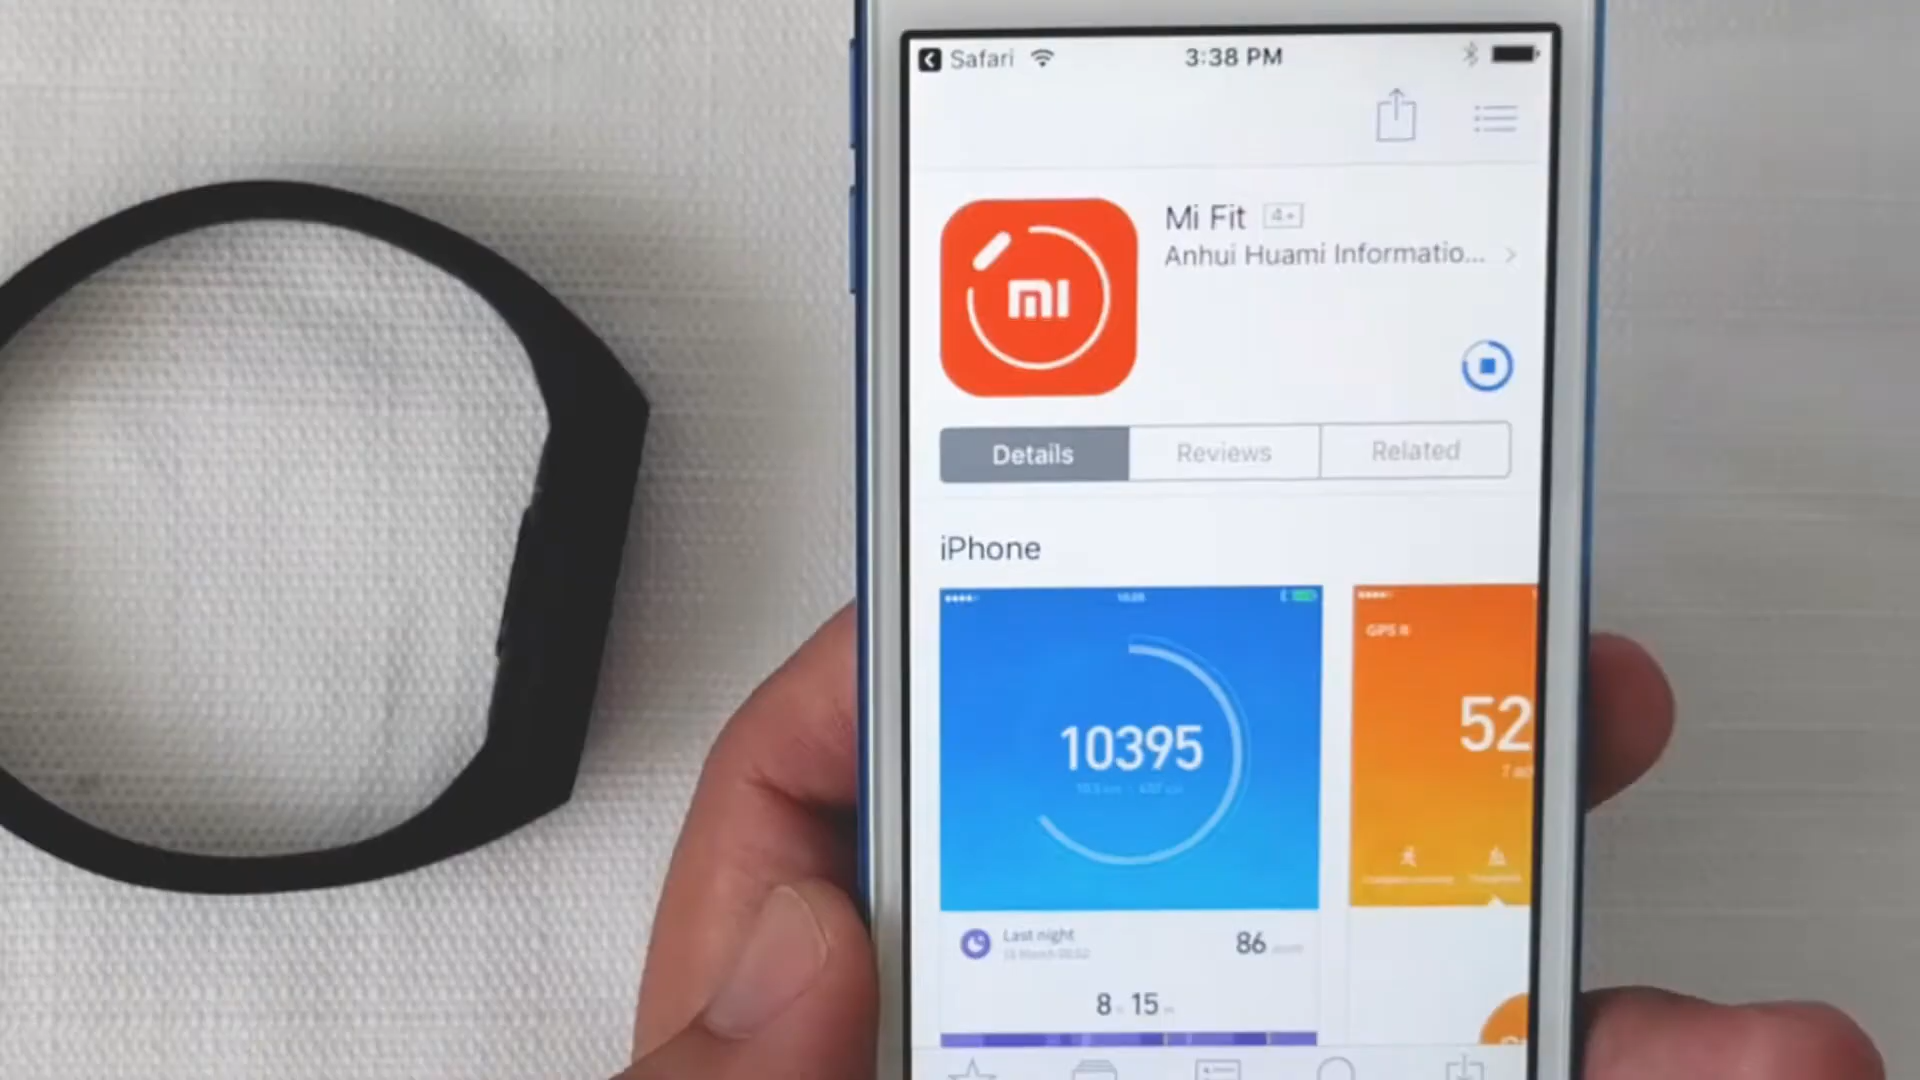 Safari 3:38 PM
Mi Fit 4+
Anhui Huami Informatio...
mi
Details Reviews Related
iPhone
10395
GPS
52
Last night
86
8 15